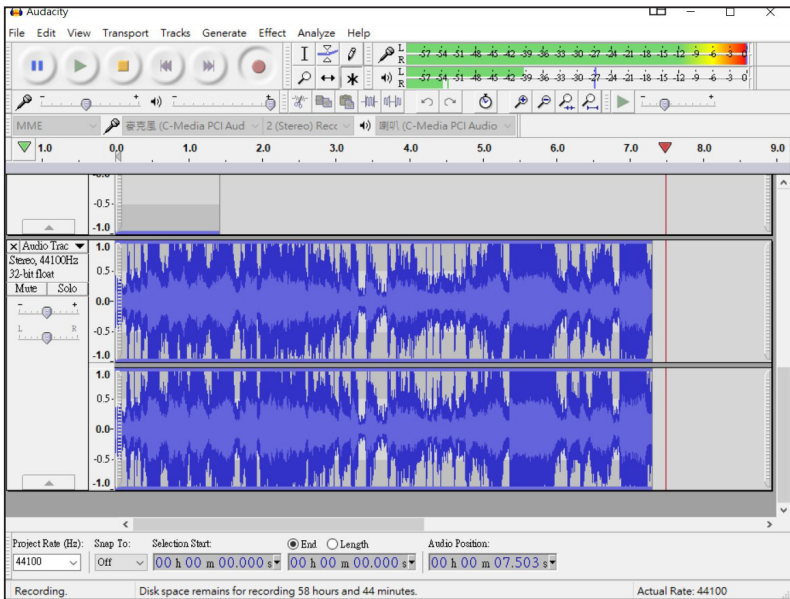 Audacity
File Edit View Transport Tracks Generate Effect Analyze Help
L
R
-57 -54 -51 -48 -45 -42 -39 -36 -33 -30 -27 -24 -21 -18 -15 -12 -9 -6 -3 0
L
R
-57 -54 -51 -48 -45 -42 -39 -36 -33 -30 -27 -24 -21 -18 -15 -12 -9 -6 -3 0
MME
麥克風 (C-Media PCI Aud
2 (Stereo) Recc
喇叭 (C-Media PCI Audio
1.0 0.0 1.0 2.0 3.0 4.0 5.0 6.0 7.0 8.0 9.0
-0.5
-1.0
Audio Trac
Stereo, 44100Hz
32-bit float
Mute Solo
- +
L R
1.0
0.5
0.0
-0.5
-1.0
1.0
0.5
0.0
-0.5
-1.0
Project Rate (Hz): Snap To: Selection Start: End Length Audio Position:
44100 Off 00 h 00 m 00.000 s 00 h 00 m 00.000 s 00 h 00 m 07.503 s
Recording. Disk space remains for recording 58 hours and 44 minutes. Actual Rate: 44100